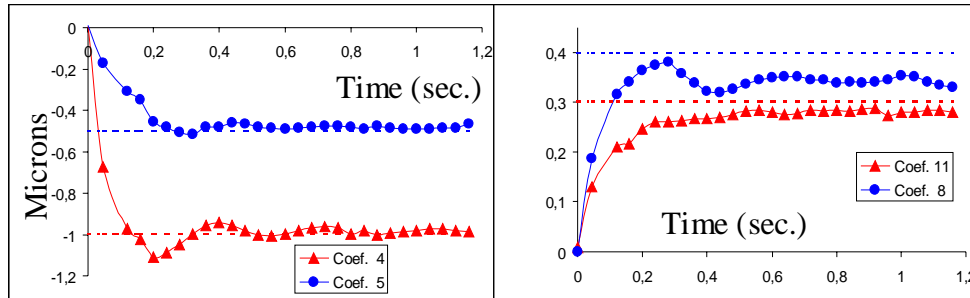 0
0 0,2 0,4 0,6 0,8 1 1,2
-0,2
-0,4
-0,6
-0,8
-1
-1,2
Time (sec.)
Microns
Coef. 4
Coef. 5
0,4
0,3
0,2
0,1
0
0 0,2 0,4 0,6 0,8 1 1,2
Time (sec.)
Coef. 11
Coef. 8